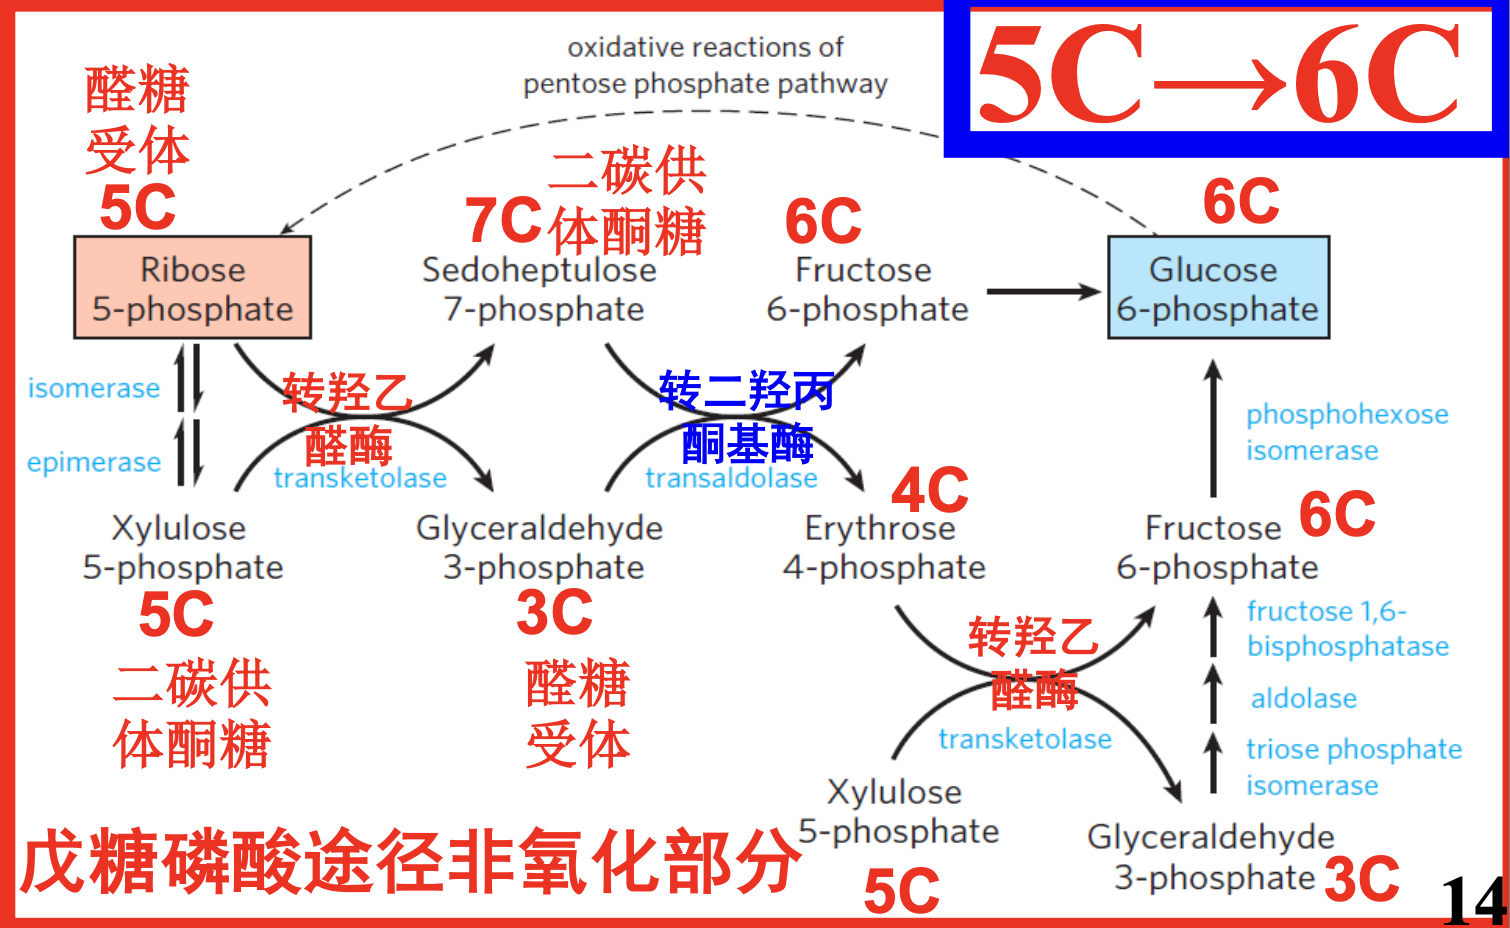 5C→6C
oxidative reactions of
pentose phosphate pathway
醛糖
受体
5C
7C
二碳供
体酮糖
6C
6C
Ribose
5-phosphate
Sedoheptulose
7-phosphate
Fructose
6-phosphate
Glucose
6-phosphate
isomerase
epimerase
转羟乙
醛酶
transketolase
转二羟丙
酮基酶
transaldolase
phosphohexose
isomerase
Xylulose
5-phosphate
5C
二碳供
体酮糖
Glyceraldehyde
3-phosphate
3C
醛糖
受体
4C
Erythrose
4-phosphate
Fructose
6-phosphate
6C
转羟乙
醛酶
transketolase
fructose 1,6-
bisphosphatase
aldolase
triose phosphate
isomerase
Xylulose
5-phosphate
5C
Glyceraldehyde
3-phosphate
3C
戊糖磷酸途径非氧化部分
14